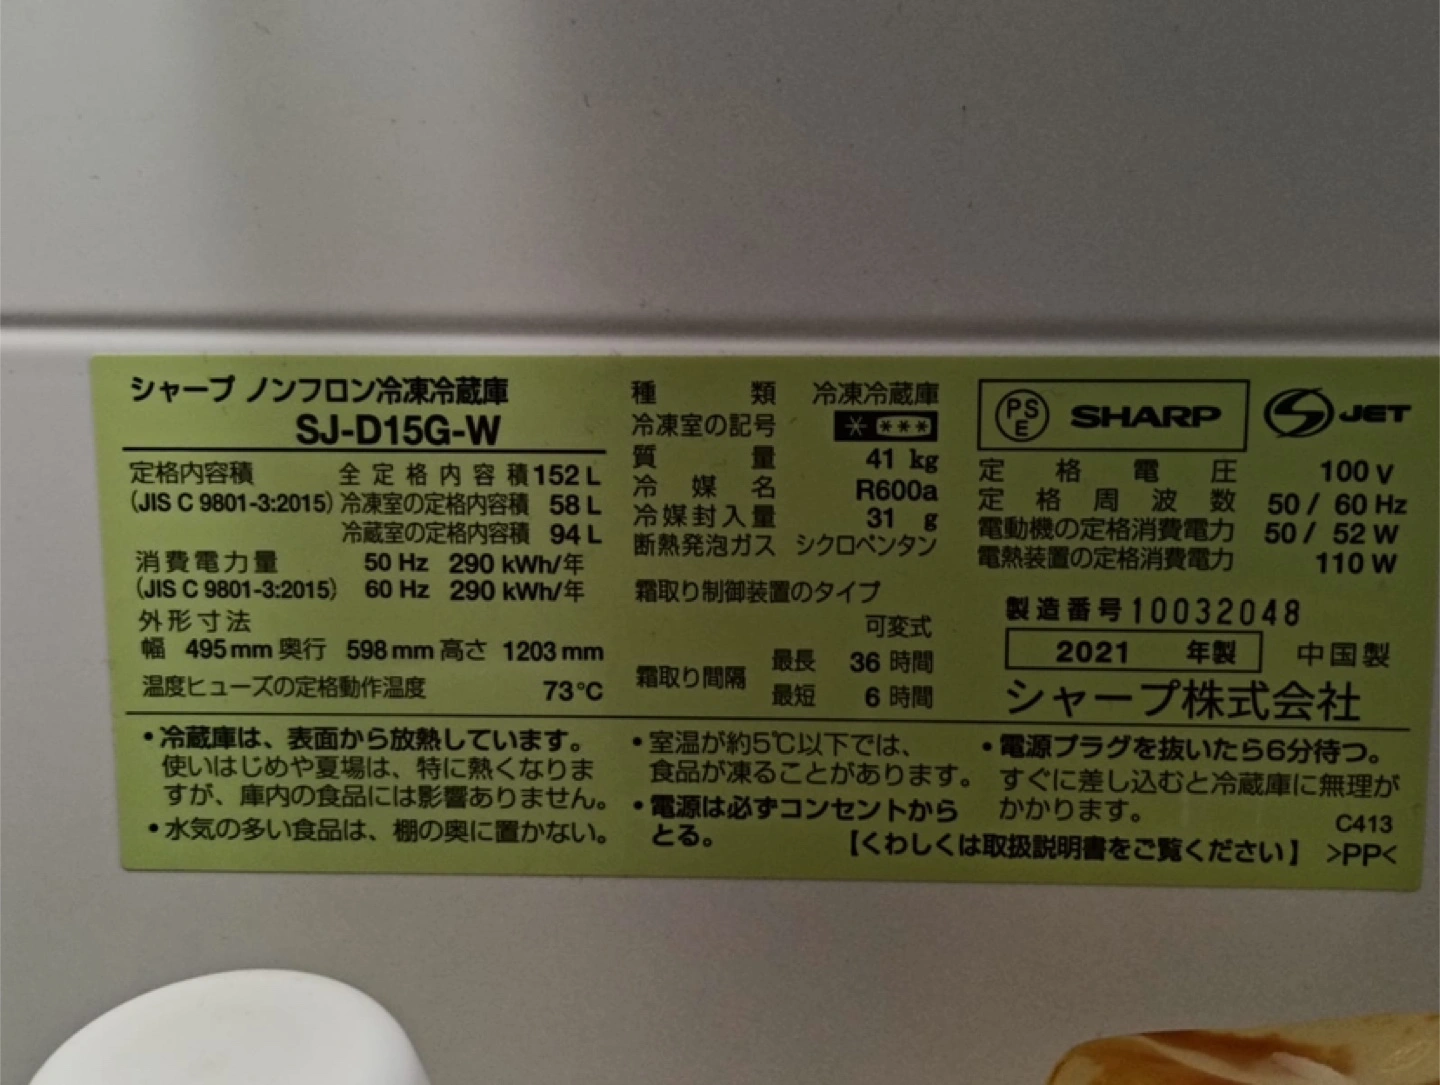 シャープ ノンフロン冷凍冷蔵庫
SJ-D15G-W
定格内容積 全定格内容積 152 L
(JIS C 9801-3:2015) 冷凍室の定格内容積 58 L
冷蔵室の定格内容積 94 L
消費電力量 50 Hz 290 kWh/年
(JIS C 9801-3:2015) 60 Hz 290 kWh/年
外形寸法
幅 495 mm 奥行 598 mm 高さ 1203 mm
温度ヒューズの定格動作温度 73℃
種類 冷凍冷蔵庫
冷凍室の記号 * ***
質量 41 kg
冷媒名 R600a
冷媒封入量 31 g
断熱発泡ガス シクロペンタン
霜取り制御装置のタイプ
可変式
霜取り間隔 最長 36 時間
最短 6 時間
PSE SHARP S JET
定格電圧 100 V
定格周波数 50 / 60 Hz
電動機の定格消費電力 50 / 52 W
電熱装置の定格消費電力 110 W
製造番号 10032048
2021 年製 中国製
シャープ株式会社
・冷蔵庫は、表面から放熱しています。
使いはじめや夏場は、特に熱くなりま
すが、庫内の食品には影響ありません。
・水気の多い食品は、棚の奥に置かない。
・室温が約5℃以下では、
食品が凍ることがあります。
・電源は必ずコンセントから
とる。
・電源プラグを抜いたら6分待つ。
すぐに差し込むと冷蔵庫に無理が
かかります。
C413
【くわしくは取扱説明書をご覧ください】 >PP<